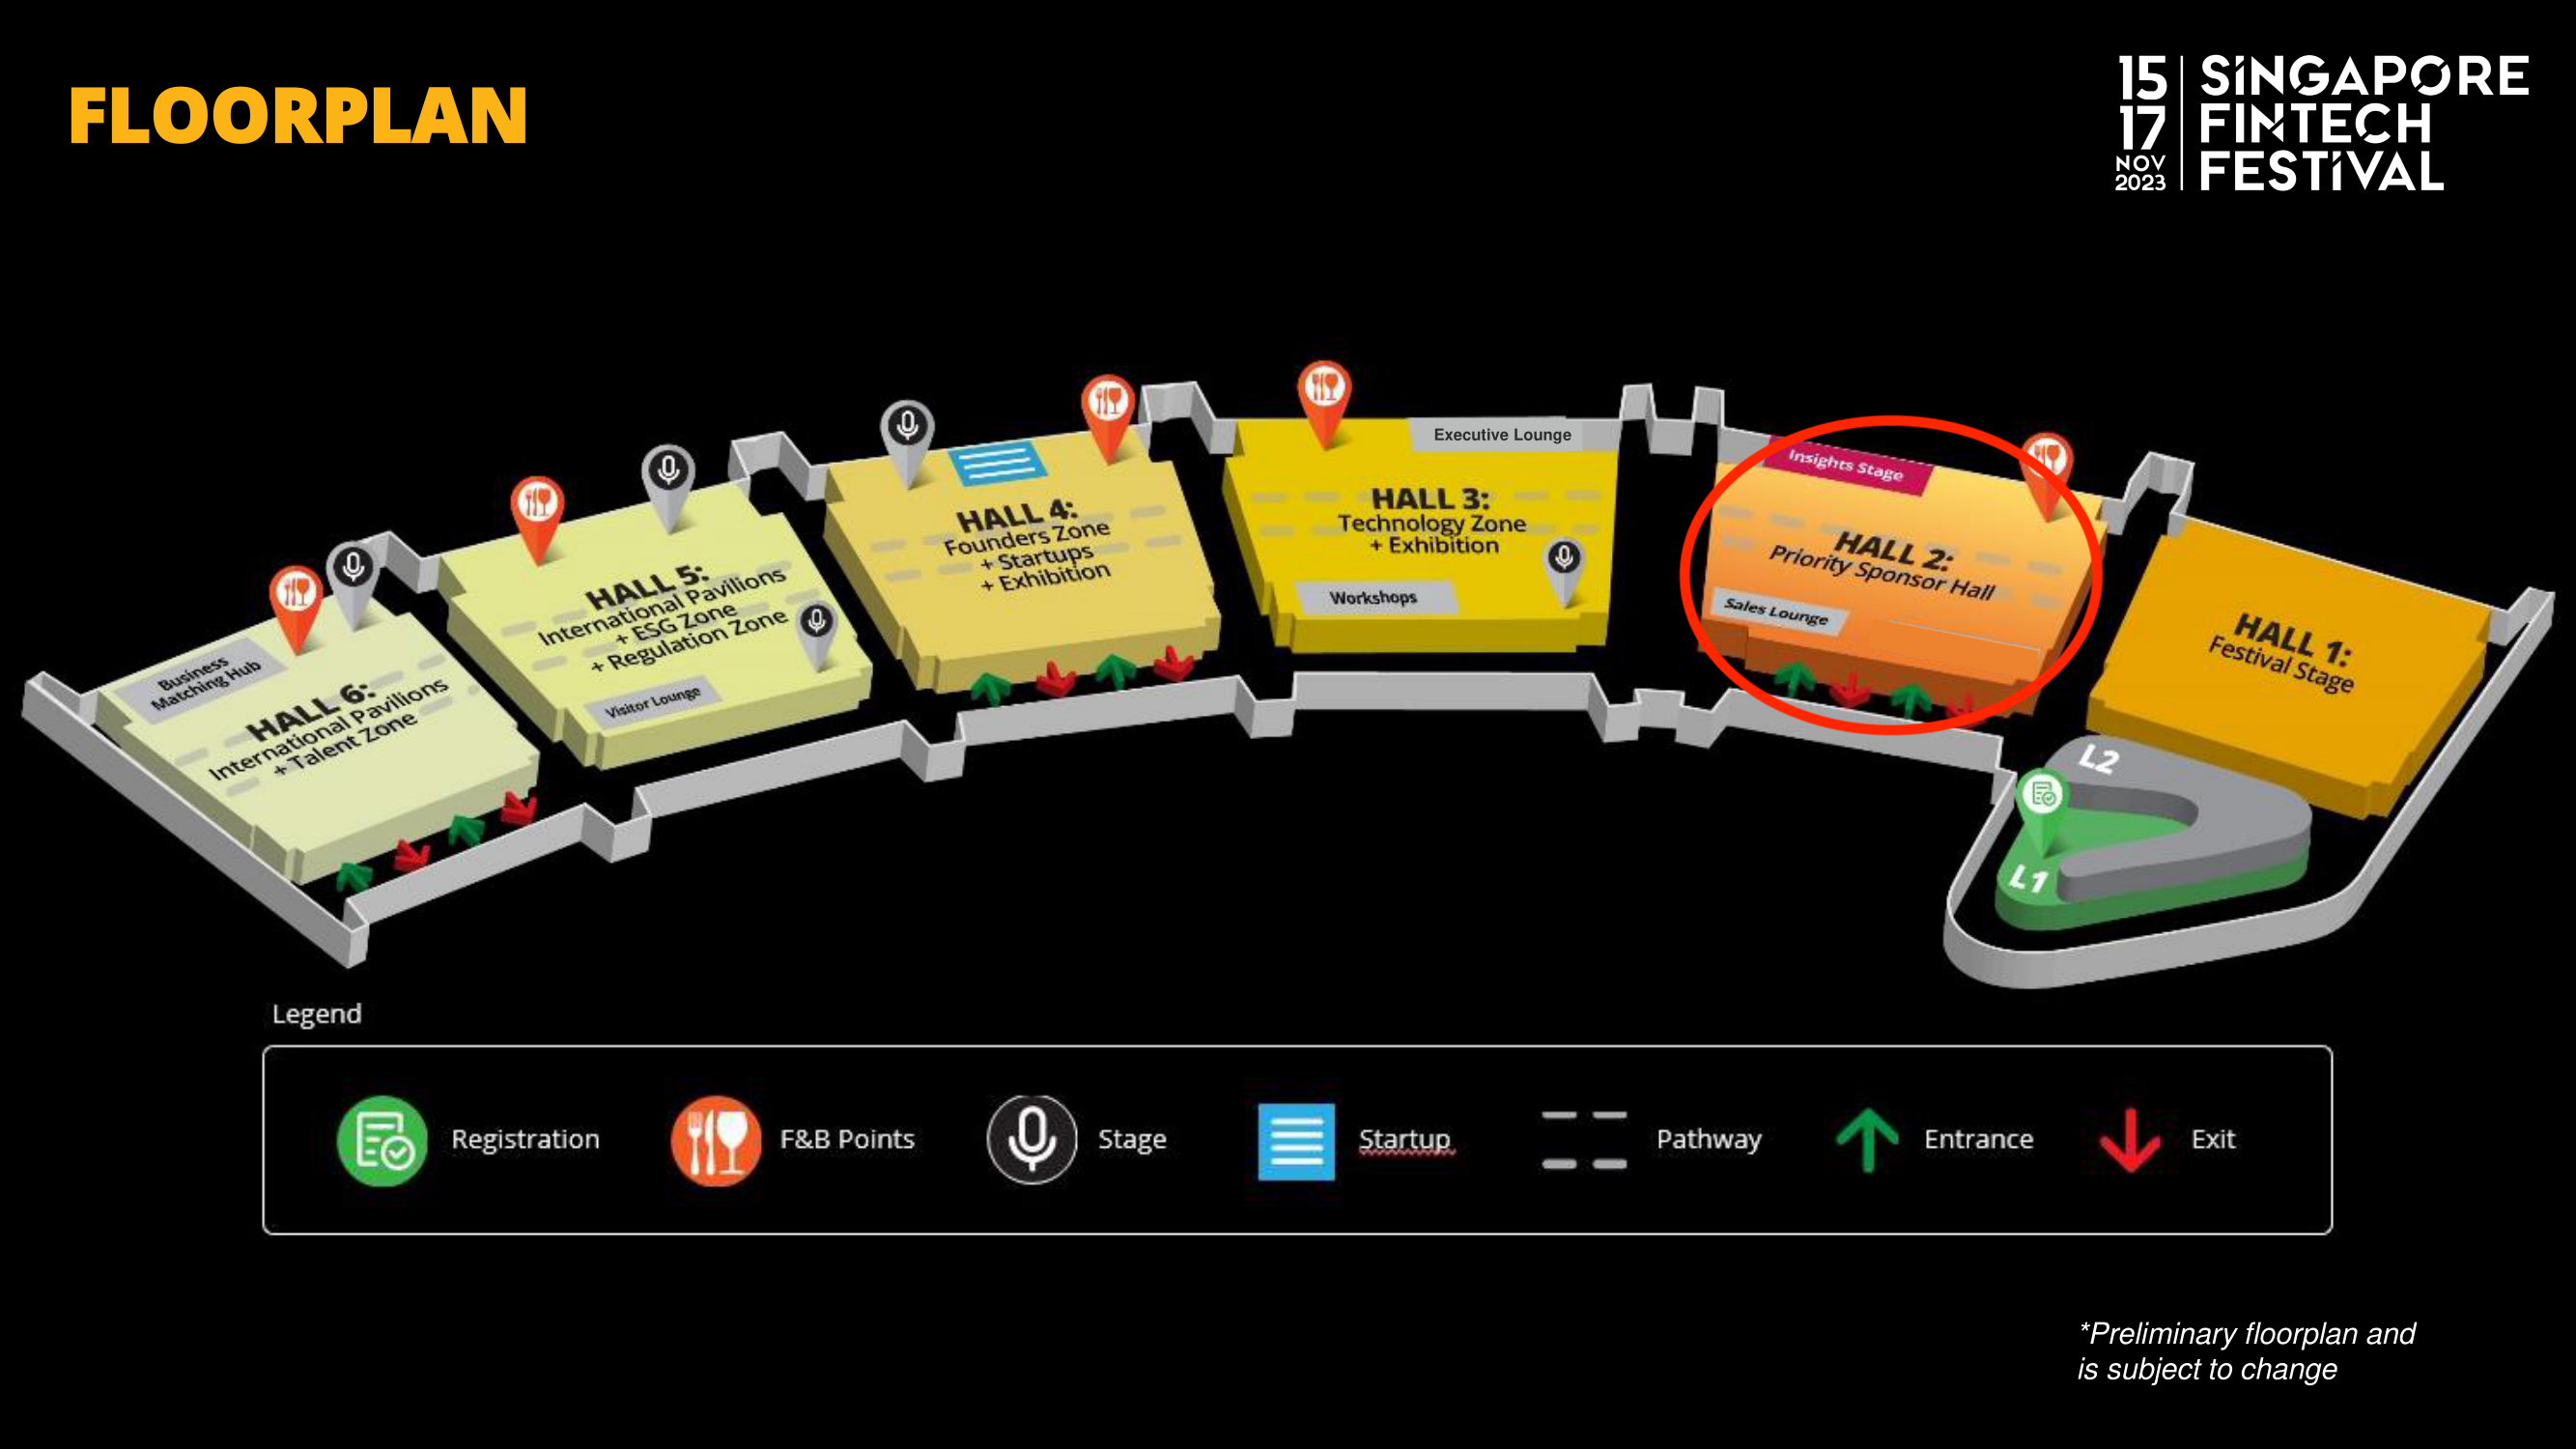 FLOORPLAN
15
17
NOV
2023
SiNGAPORE
FINTECH
FESTiVAL
Business
Matching Hub
HALL 6:
International Pavilions
+ Talent Zone
HALL 5:
International Pavilions
+ ESG Zone
+ Regulation Zone
Visitor Lounge
HALL 4:
Founders Zone
+ Startups
+ Exhibition
Executive Lounge
HALL 3:
Technology Zone
+ Exhibition
Workshops
Insights Stage
HALL 2:
Priority Sponsor Hall
Sales Lounge
HALL 1:
Festival Stage
L2
L1
Legend
Registration
F&B Points
Stage
Startup
Pathway
Entrance
Exit
*Preliminary floorplan and
is subject to change